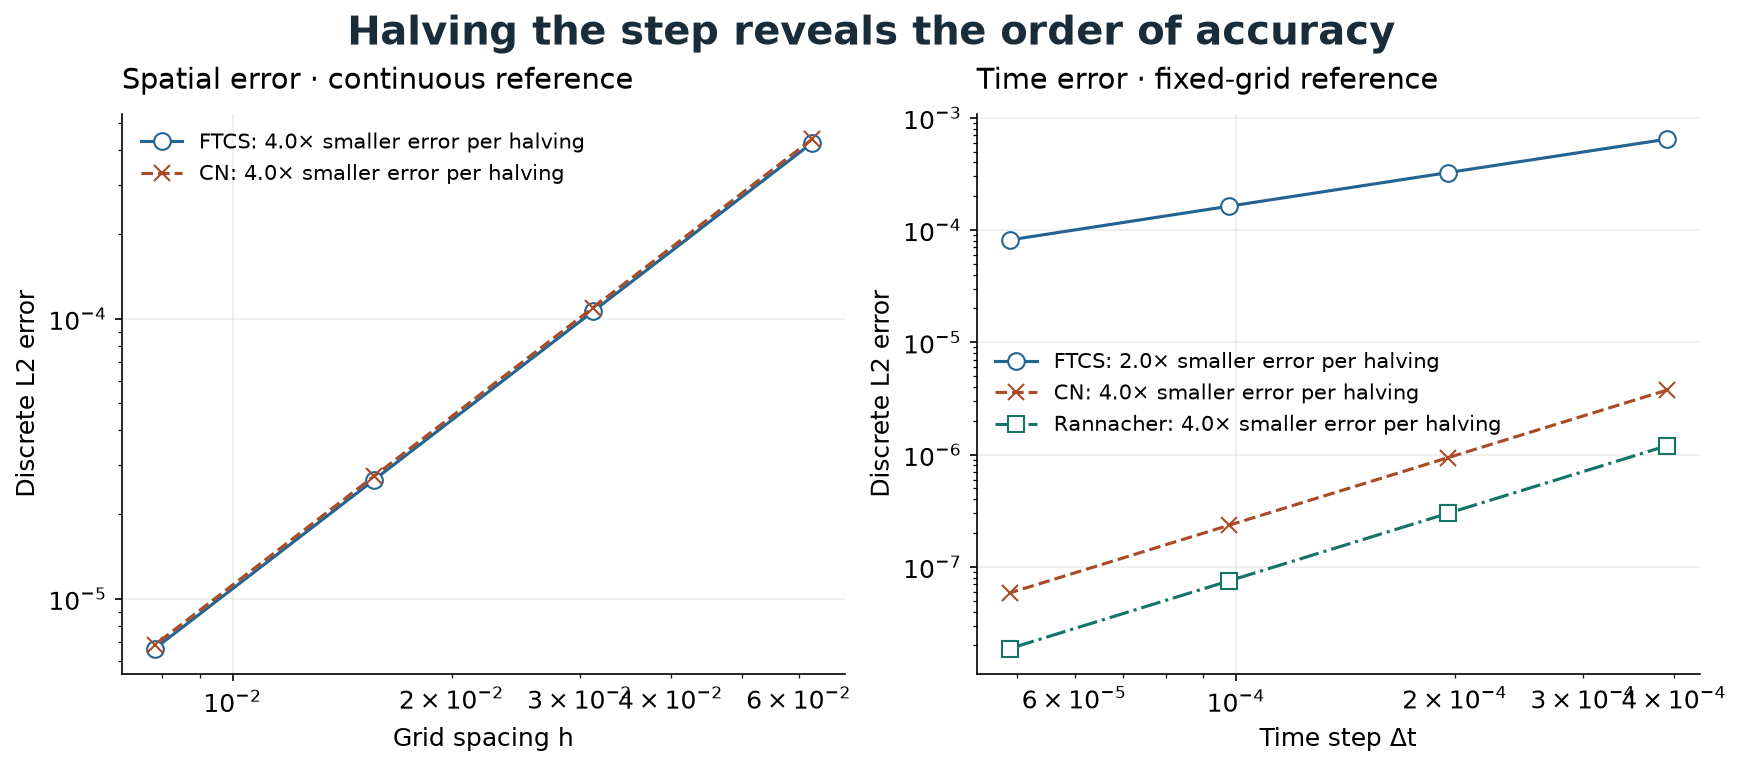 Halving the step reveals the order of accuracy
Spatial error · continuous reference
FTCS: 4.0× smaller error per halving
CN: 4.0× smaller error per halving
Discrete L2 error
10⁻⁴
10⁻⁵
10⁻²
2 × 10⁻²
3 × 10⁻²
4 × 10⁻²
6 × 10⁻²
Grid spacing h
Time error · fixed-grid reference
10⁻³
10⁻⁴
10⁻⁵
10⁻⁶
10⁻⁷
Discrete L2 error
FTCS: 2.0× smaller error per halving
CN: 4.0× smaller error per halving
Rannacher: 4.0× smaller error per halving
6 × 10⁻⁵
10⁻⁴
2 × 10⁻⁴
3 × 10⁻⁴
4 × 10⁻⁴
Time step Δt